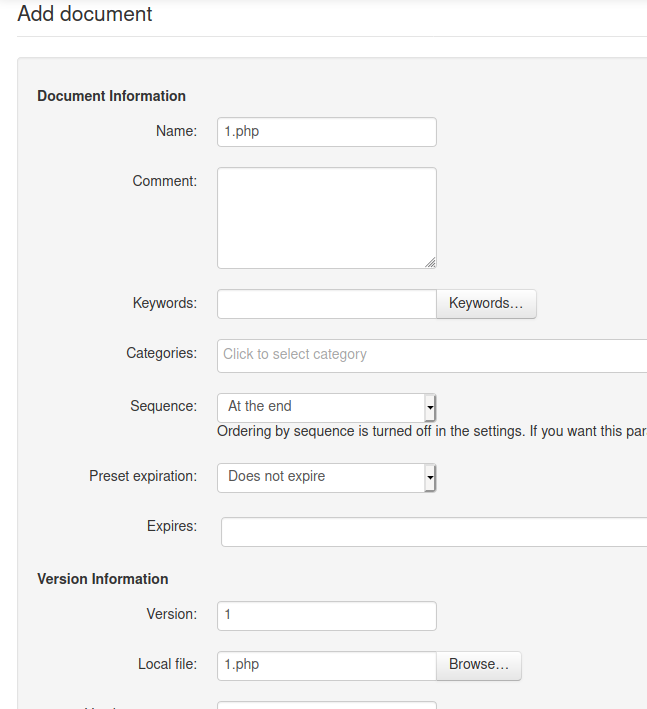 Add document
Document Information
Name: 1.php
Comment:
Keywords: Keywords...
Categories: Click to select category
Sequence: At the end
Ordering by sequence is turned off in the settings. If you want this par
Preset expiration: Does not expire
Expires:
Version Information
Version: 1
Local file: 1.php Browse...